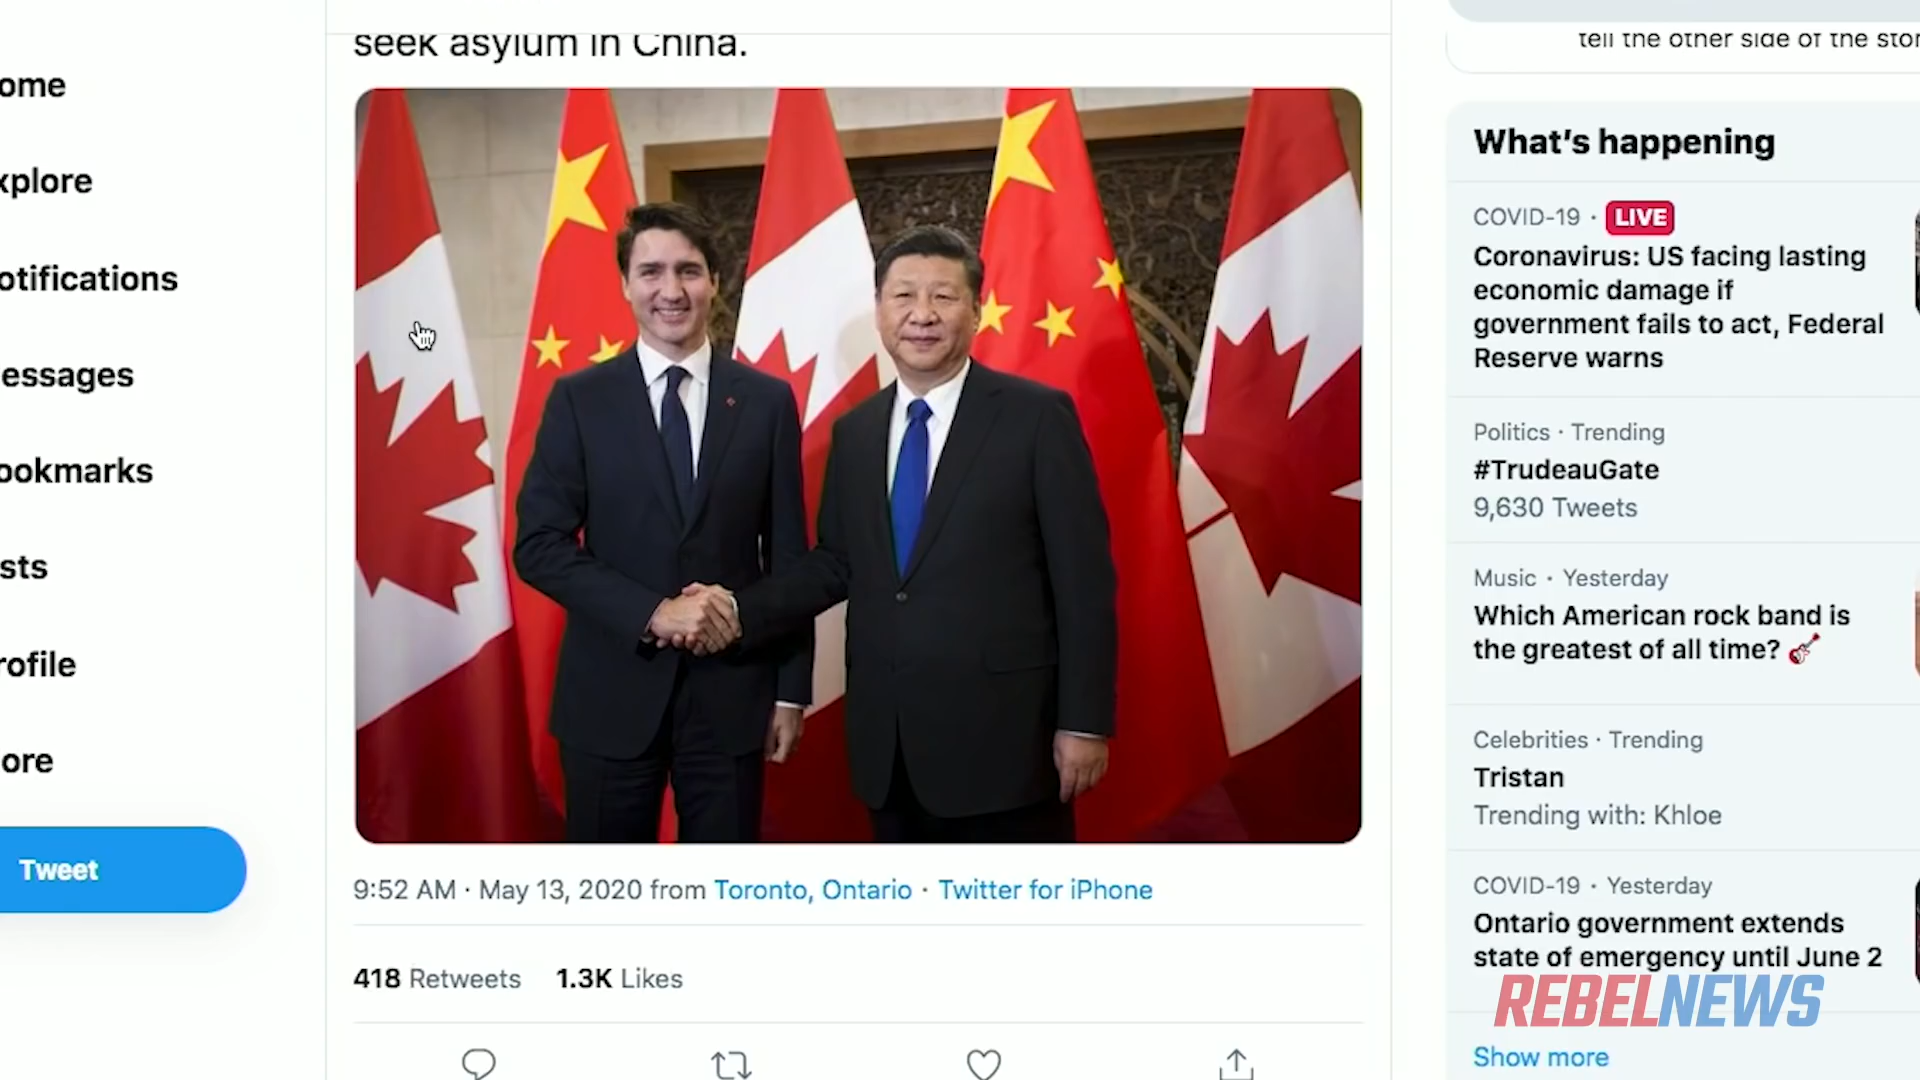 seek asylum in China.
ome
xplore
otifications
essages
ookmarks
sts
rofile
ore
Tweet
9:52 AM · May 13, 2020 from Toronto, Ontario · Twitter for iPhone
418 Retweets 1.3K Likes
tell the other side of the stor
What's happening
COVID-19 · LIVE
Coronavirus: US facing lasting
economic damage if
government fails to act, Federal
Reserve warns
Politics · Trending
#TrudeauGate
9,630 Tweets
Music · Yesterday
Which American rock band is
the greatest of all time? 🎸
Celebrities · Trending
Tristan
Trending with: Khloe
COVID-19 · Yesterday
Ontario government extends
state of emergency until June 2
REBELNEWS
Show more